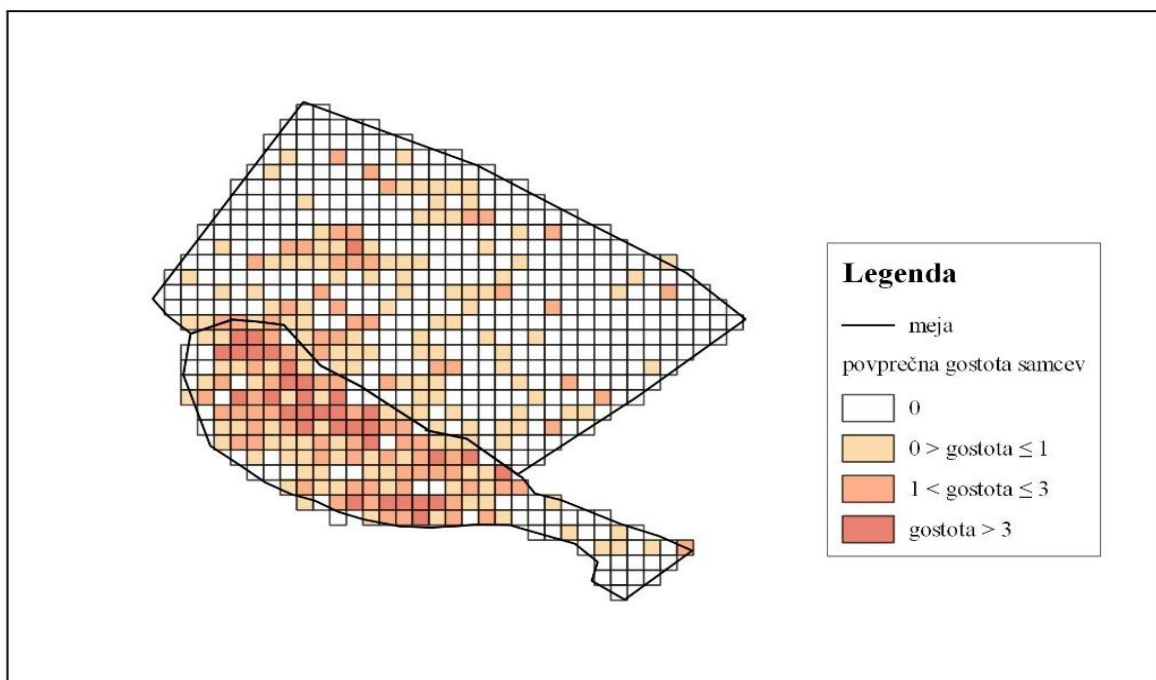 Legenda
meja
povprečna gostota samcev
0
0 > gostota ≤ 1
1 < gostota ≤ 3
gostota > 3